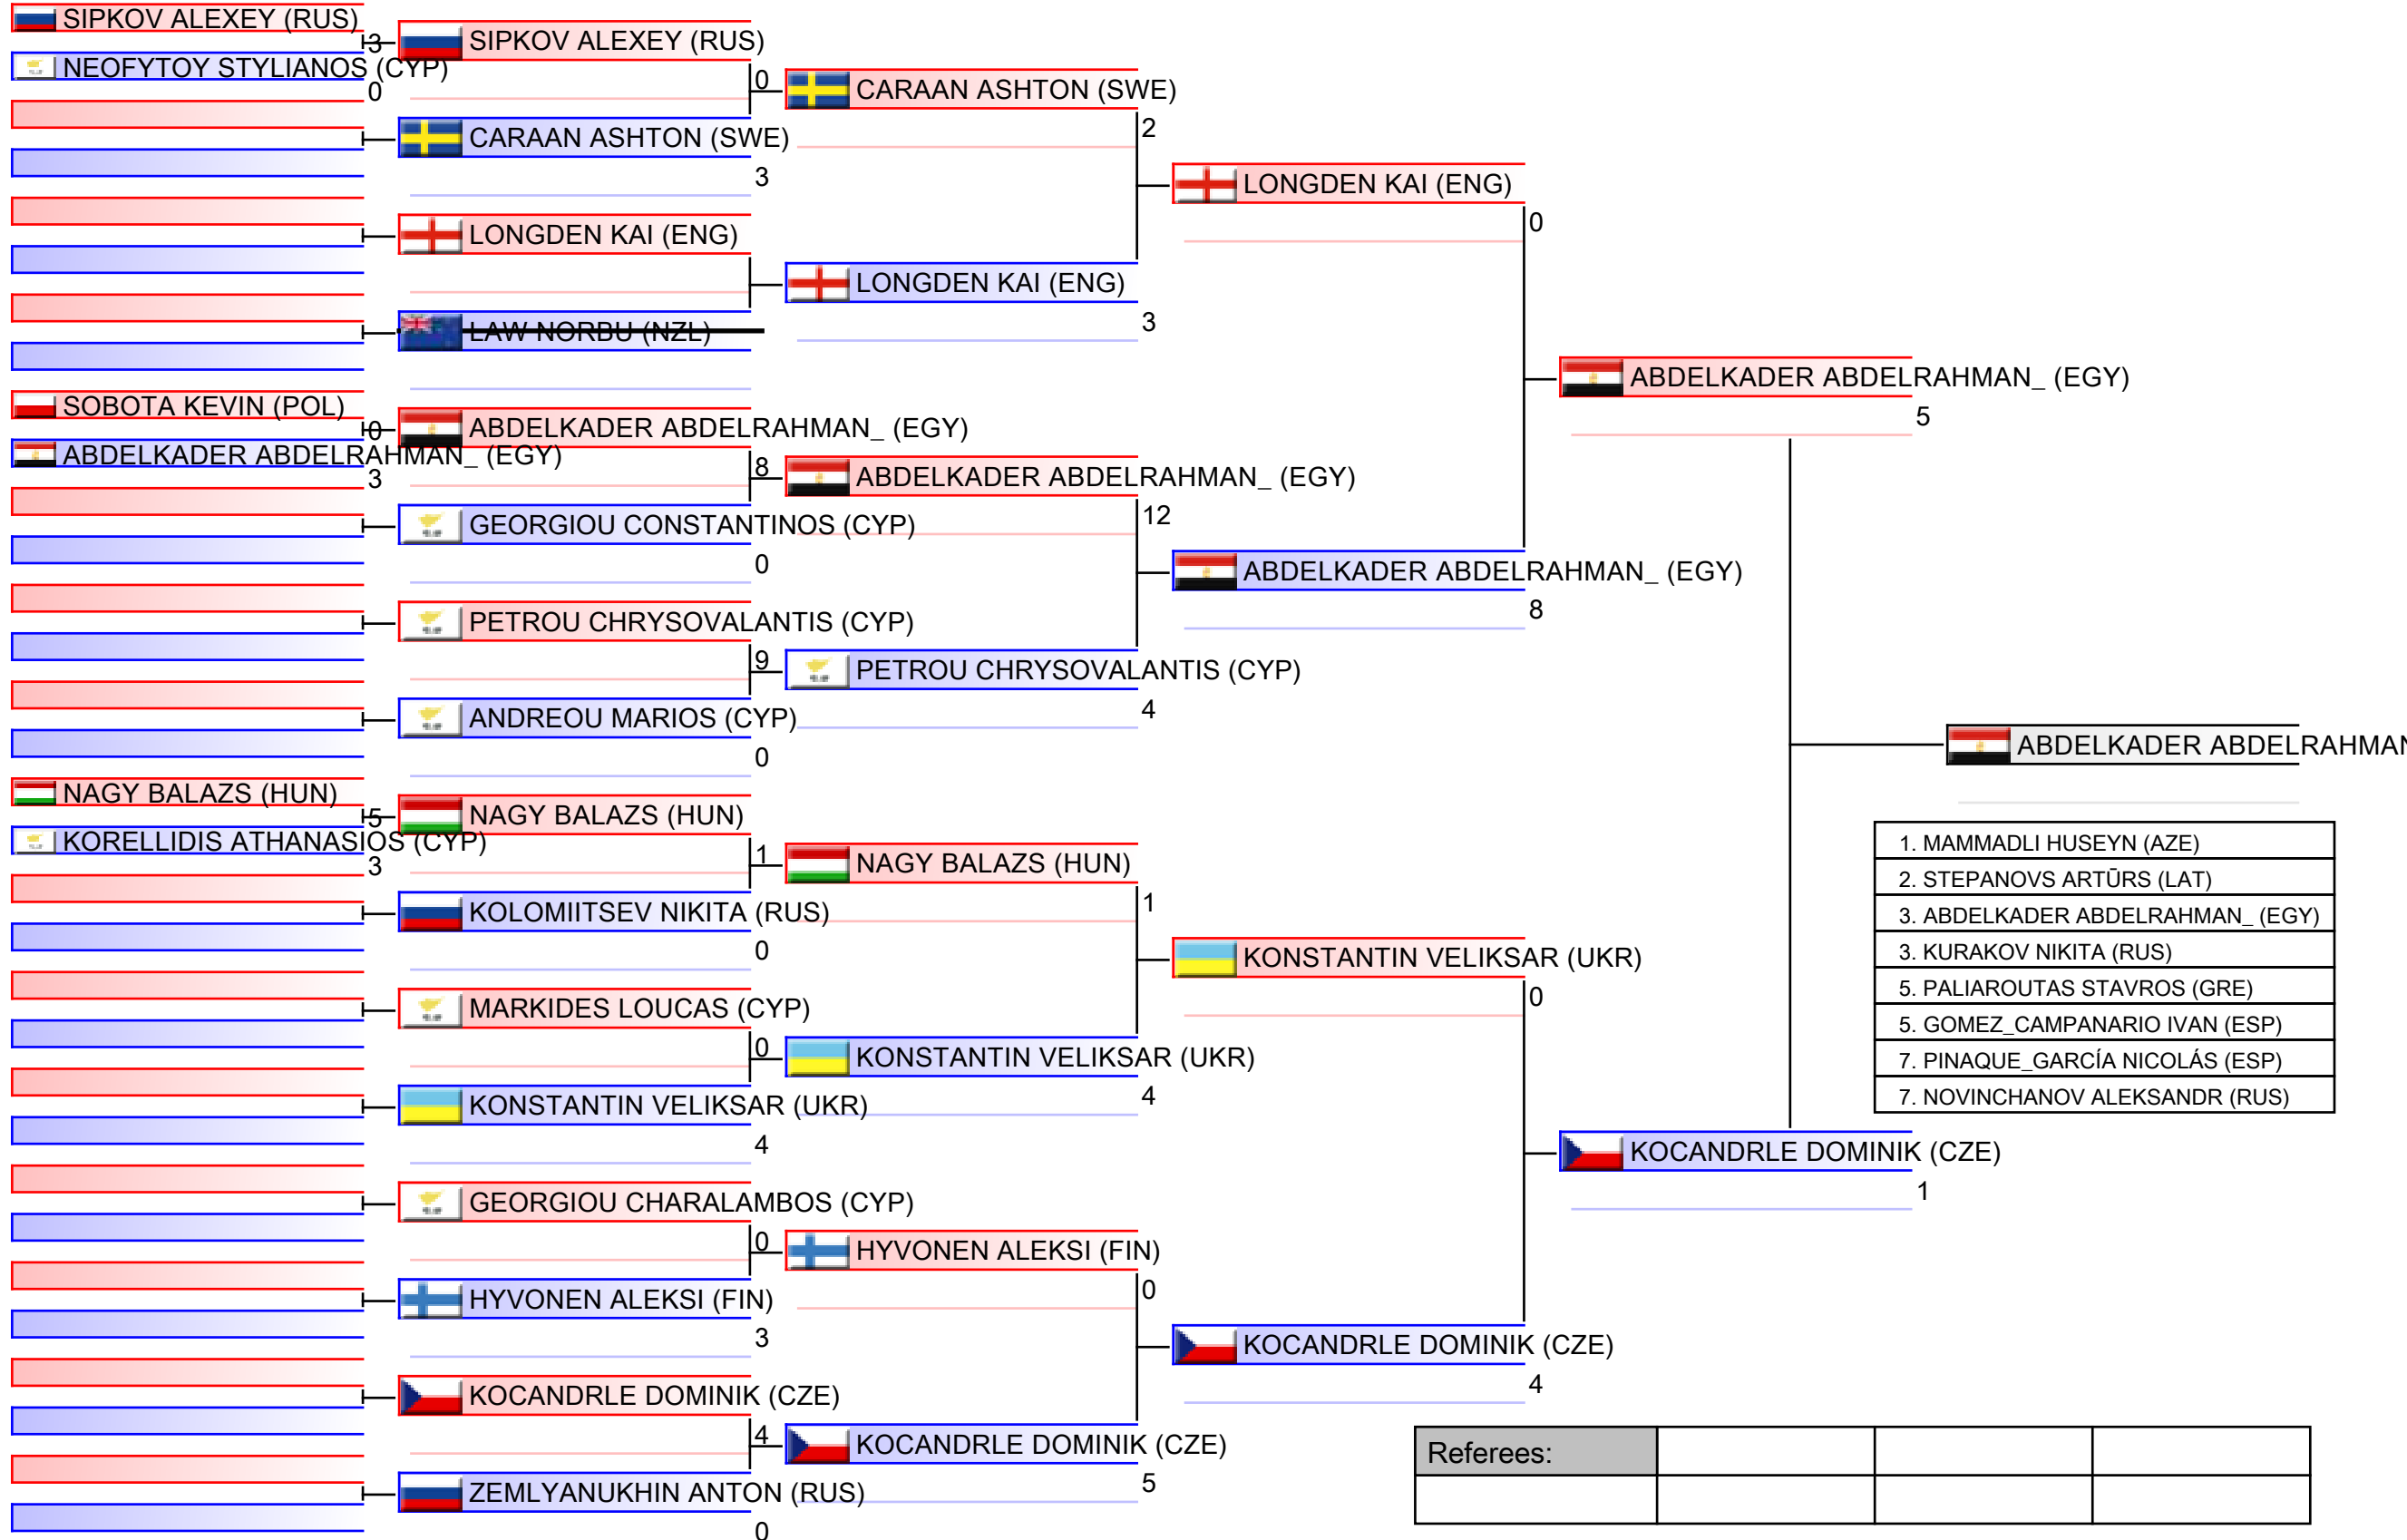 SIPKOV ALEXEY (RUS)
3
NEOFYTOY STYLIANOS (CYP)
0
SOBOTA KEVIN (POL)
0
ABDELKADER ABDELRAHMAN_ (EGY)
3
NAGY BALAZS (HUN)
5
KORELLIDIS ATHANASIOS (CYP)
3
SIPKOV ALEXEY (RUS)
0
CARAAN ASHTON (SWE)
3
LONGDEN KAI (ENG)
LAW NORBU (NZL)
ABDELKADER ABDELRAHMAN_ (EGY)
8
GEORGIOU CONSTANTINOS (CYP)
0
PETROU CHRYSOVALANTIS (CYP)
9
ANDREOU MARIOS (CYP)
0
NAGY BALAZS (HUN)
1
KOLOMIITSEV NIKITA (RUS)
0
MARKIDES LOUCAS (CYP)
0
KONSTANTIN VELIKSAR (UKR)
4
GEORGIOU CHARALAMBOS (CYP)
0
HYVONEN ALEKSI (FIN)
3
KOCANDRLE DOMINIK (CZE)
4
ZEMLYANUKHIN ANTON (RUS)
0
CARAAN ASHTON (SWE)
2
LONGDEN KAI (ENG)
3
ABDELKADER ABDELRAHMAN_ (EGY)
12
PETROU CHRYSOVALANTIS (CYP)
4
NAGY BALAZS (HUN)
1
KONSTANTIN VELIKSAR (UKR)
4
HYVONEN ALEKSI (FIN)
0
KOCANDRLE DOMINIK (CZE)
5
LONGDEN KAI (ENG)
0
ABDELKADER ABDELRAHMAN_ (EGY)
8
KONSTANTIN VELIKSAR (UKR)
0
KOCANDRLE DOMINIK (CZE)
4
ABDELKADER ABDELRAHMAN_ (EGY)
5
KOCANDRLE DOMINIK (CZE)
1
ABDELKADER ABDELRAHMAN
1. MAMMADLI HUSEYN (AZE)
2. STEPANOVS ARTŪRS (LAT)
3. ABDELKADER ABDELRAHMAN_ (EGY)
3. KURAKOV NIKITA (RUS)
5. PALIAROUTAS STAVROS (GRE)
5. GOMEZ_CAMPANARIO IVAN (ESP)
7. PINAQUE_GARCÍA NICOLÁS (ESP)
7. NOVINCHANOV ALEKSANDR (RUS)
Referees: